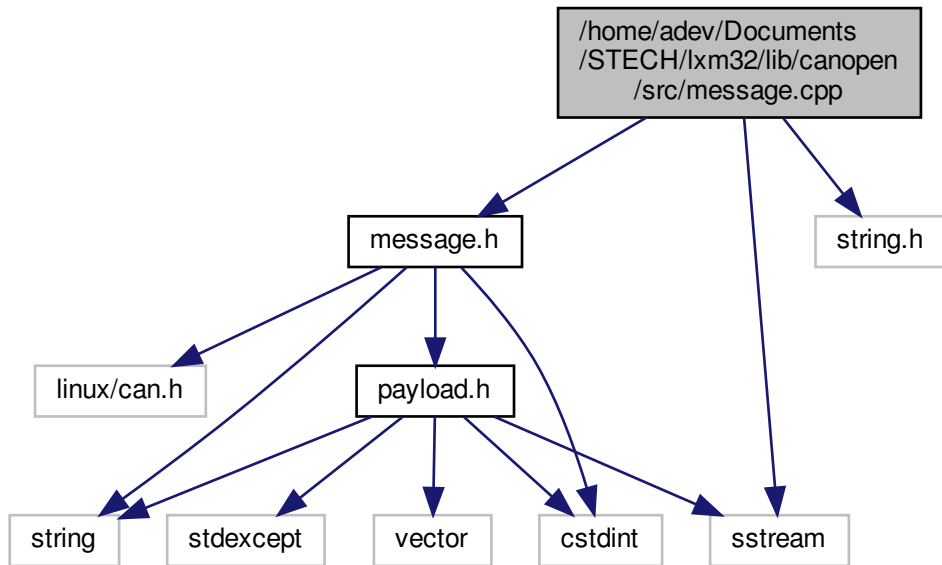 /home/adev/Documents
/STECH/lxm32/lib/canopen
/src/message.cpp
message.h
string.h
linux/can.h
payload.h
string
stdexcept
vector
cstdint
sstream